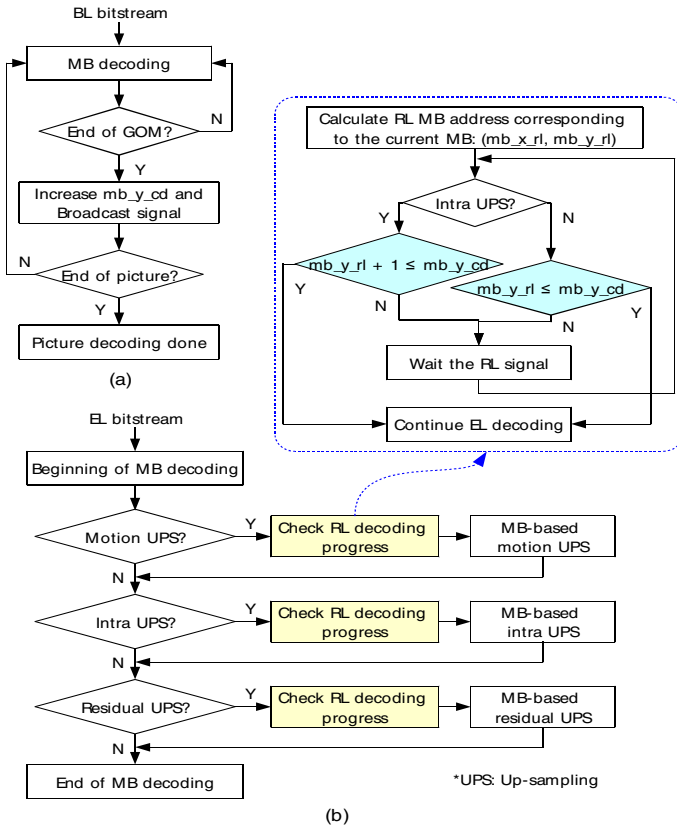 BL bitstream
MB decoding
N
End of GOM?
Y
Increase mb_y_cd and
Broadcast signal
N
End of picture?
Y
Picture decoding done
(a)
Calculate RL MB address corresponding
to the current MB: (mb_x_rl, mb_y_rl)
Intra UPS?
Y
N
mb_y_rl + 1 ≤ mb_y_cd
mb_y_rl ≤ mb_y_cd
Y
N
N
Y
Wait the RL signal
Continue EL decoding
EL bitstream
Beginning of MB decoding
Motion UPS?
Y
Check RL decoding
progress
MB-based
motion UPS
N
Intra UPS?
Y
Check RL decoding
progress
MB-based
intra UPS
N
Residual UPS?
Y
Check RL decoding
progress
MB-based
residual UPS
N
End of MB decoding
*UPS: Up-sampling
(b)